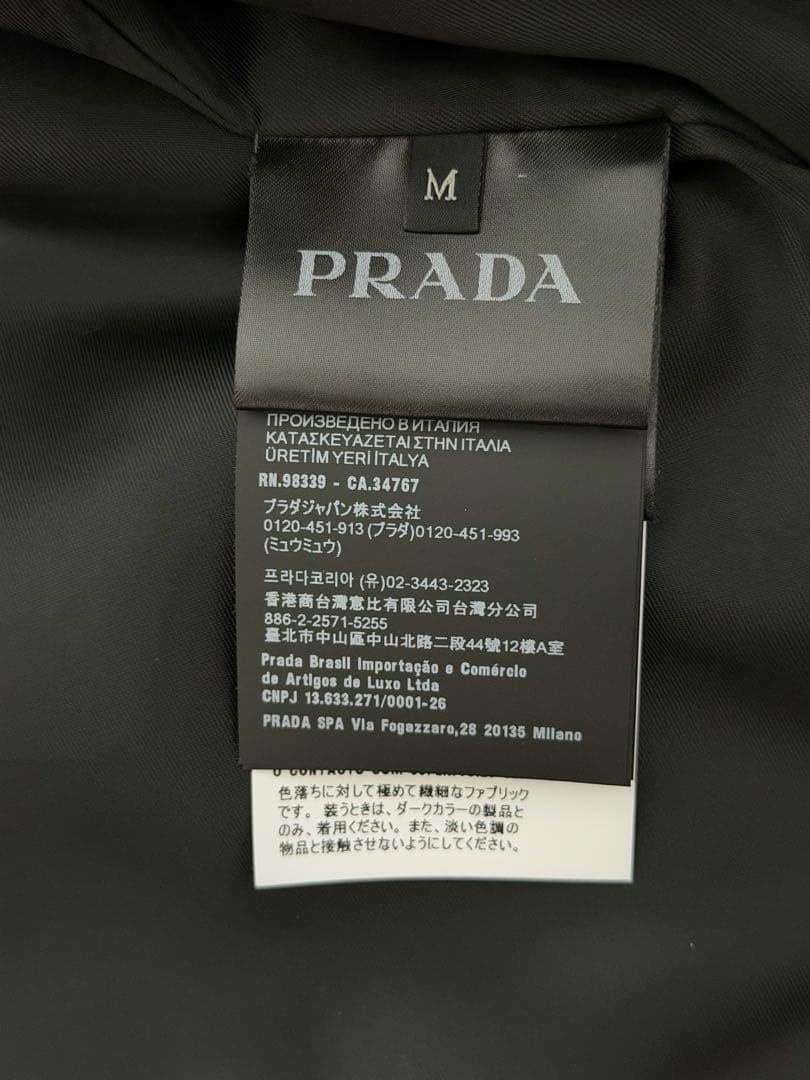 M
PRADA
ПРОИЗВЕДЕНО В ИТАЛИЯ
ΚΑΤΑΣΚΕΥΑΖΕΤΑΙ ΣΤΗΝ ΙΤΑΛΙΑ
ÜRETİM YERİ İTALYA
RN.98339 - CA.34767
プラダジャパン株式会社
0120-451-913 (プラダ)0120-451-993
(ミュウミュウ)
프라다코리아 (유)02-3443-2323
香港商台灣意比有限公司台灣分公司
886-2-2571-5255
臺北市中山區中山北路二段44號12樓A室
Prada Brasil Importação e Comércio
de Artigos de Luxo Ltda
CNPJ 13.633.271/0001-26
PRADA SPA Via Fogazzaro,28 20135 Milano
色落ちに対して極めて繊細なファブリック
です。装うときは、ダークカラーの製品と
のみ、着用ください。また、淡い色調の
物品と接触させないようにしてください。